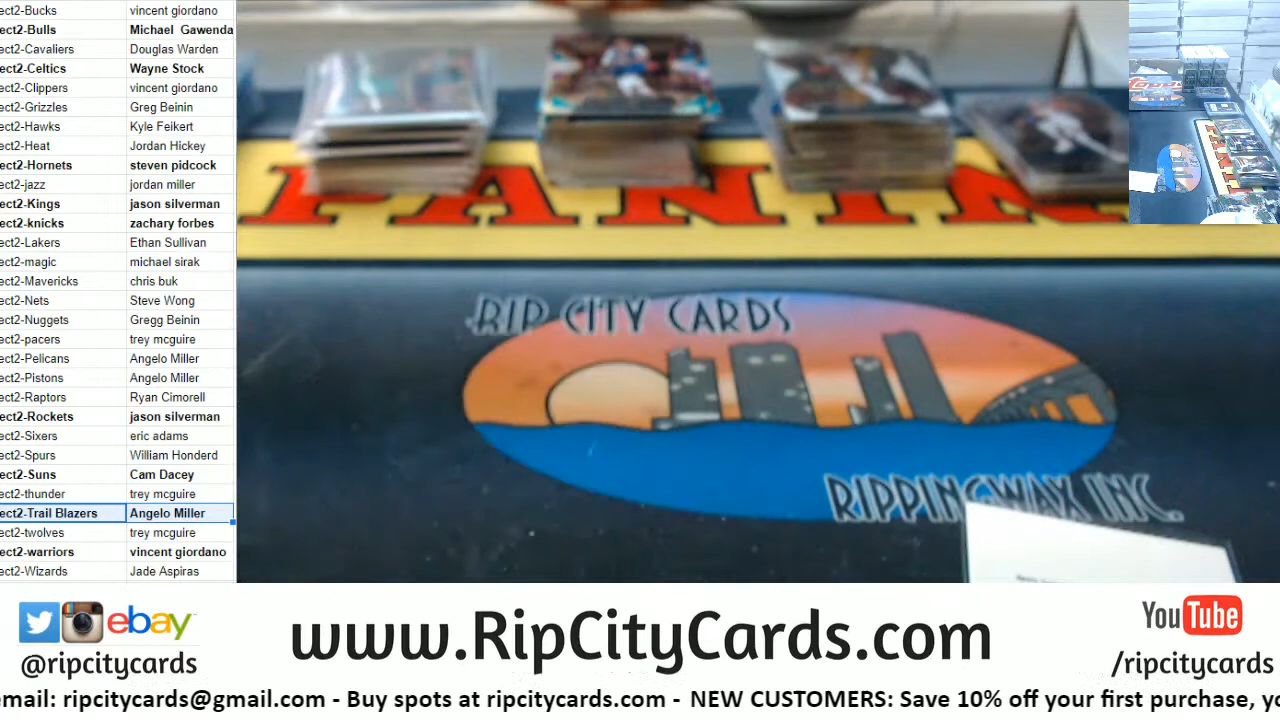 ect2-Bucks vincent giordano
ect2-Bulls Michael Gawenda
ect2-Cavaliers Douglas Warden
ect2-Celtics Wayne Stock
ect2-Clippers vincent giordano
ect2-Grizzles Greg Beinin
ect2-Hawks Kyle Feikert
ect2-Heat Jordan Hickey
ect2-Hornets steven pidcock
ect2-jazz jordan miller
ect2-Kings jason silverman
ect2-knicks zachary forbes
ect2-Lakers Ethan Sullivan
ect2-magic michael sirak
ect2-Mavericks chris buk
ect2-Nets Steve Wong
ect2-Nuggets Gregg Beinin
ect2-pacers trey mcguire
ect2-Pelicans Angelo Miller
ect2-Pistons Angelo Miller
ect2-Raptors Ryan Cimorell
ect2-Rockets jason silverman
ect2-Sixers eric adams
ect2-Spurs William Honderd
ect2-Suns Cam Dacey
ect2-thunder trey mcguire
ect2-Trail Blazers Angelo Miller
ect2-twolves trey mcguire
ect2-warriors vincent giordano
ect2-Wizards Jade Aspiras
PANIN
RIP CITY CARDS
RIPPINGWAX INC.
ebay
@ripcitycards
www.RipCityCards.com
YouTube
/ripcitycards
email: ripcitycards@gmail.com - Buy spots at ripcitycards.com - NEW CUSTOMERS: Save 10% off your first purchase, yo